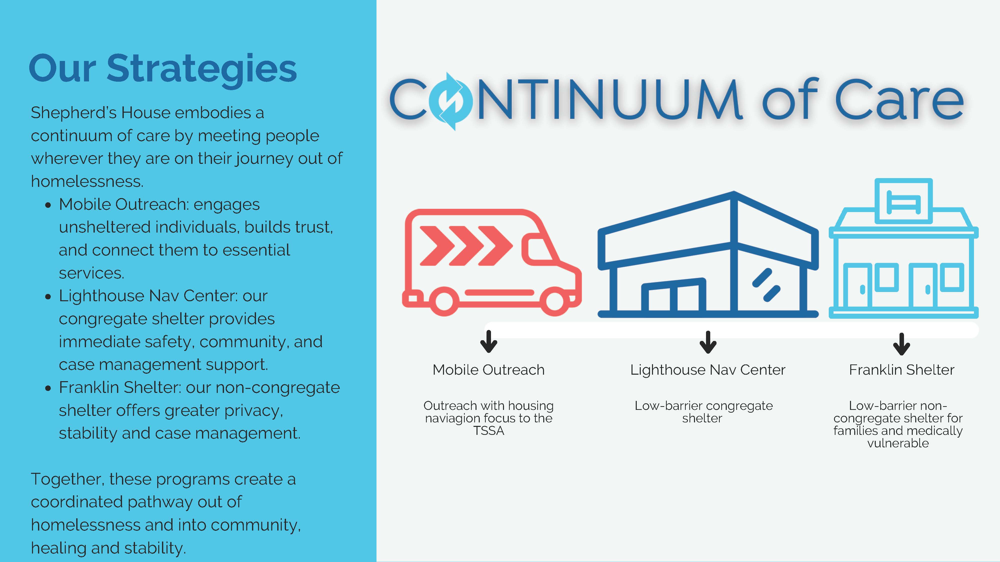 Our Strategies
Shepherd's House embodies a
continuum of care by meeting people
wherever they are on their journey out of
homelessness.
• Mobile Outreach: engages
unsheltered individuals, builds trust,
and connect them to essential
services.
• Lighthouse Nav Center: our
congregate shelter provides
immediate safety, community, and
case management support.
• Franklin Shelter: our non-congregate
shelter offers greater privacy,
stability and case management.
Together, these programs create a
coordinated pathway out of
homelessness and into community,
healing and stability.
CONTINUUM of Care
Mobile Outreach
Outreach with housing
naviagion focus to the
TSSA
Lighthouse Nav Center
Low-barrier congregate
shelter
Franklin Shelter
Low-barrier non-
congregate shelter for
families and medically
vulnerable